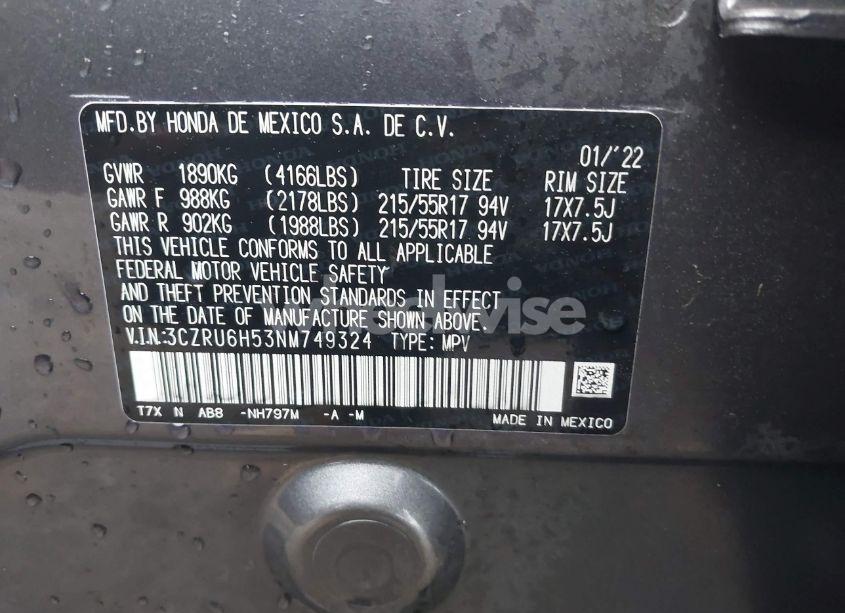 MFD.BY HONDA DE MEXICO S.A. DE C.V.
01/'22
GVWR 1890KG (4166LBS) TIRE SIZE RIM SIZE
GAWR F 988KG (2178LBS) 215/55R17 94V 17X7.5J
GAWR R 902KG (1988LBS) 215/55R17 94V 17X7.5J
THIS VEHICLE CONFORMS TO ALL APPLICABLE
FEDERAL MOTOR VEHICLE SAFETY
AND THEFT PREVENTION STANDARDS IN EFFECT
ON THE DATE OF MANUFACTURE SHOWN ABOVE.
V.I.N.:3CZRU6H53NM749324 TYPE: MPV
T7X N AB8 -NH797M -A -M
MADE IN MEXICO